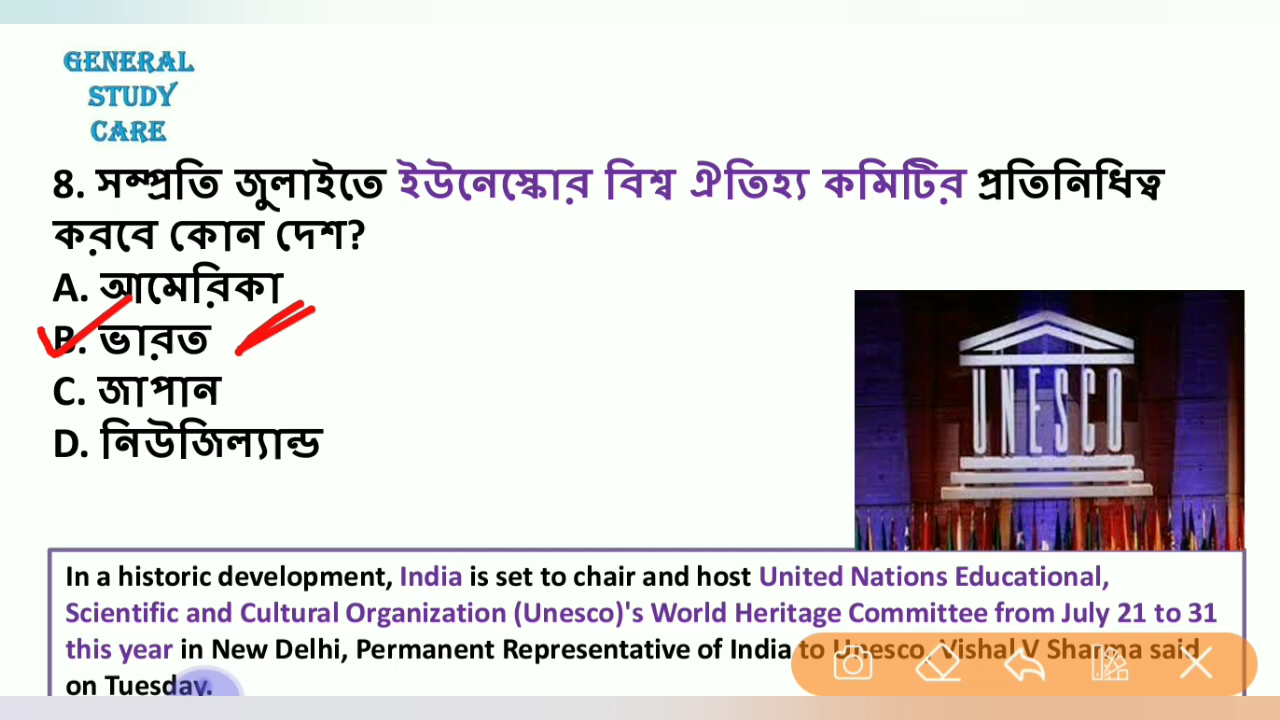 GENERAL
STUDY
CARE
8. সম্প্রতি জুলাইতে ইউনেস্কোর বিশ্ব ঐতিহ্য কমিটির প্রতিনিধিত্ব
করবে কোন দেশ?
A. আমেরিকা
B. ভারত
C. জাপান
D. নিউজিল্যান্ড
UNESCO
In a historic development, India is set to chair and host United Nations Educational,
Scientific and Cultural Organization (Unesco)'s World Heritage Committee from July 21 to 31
this year in New Delhi, Permanent Representative of India to Unesco, Vishal V Sharma said
on Tuesday.